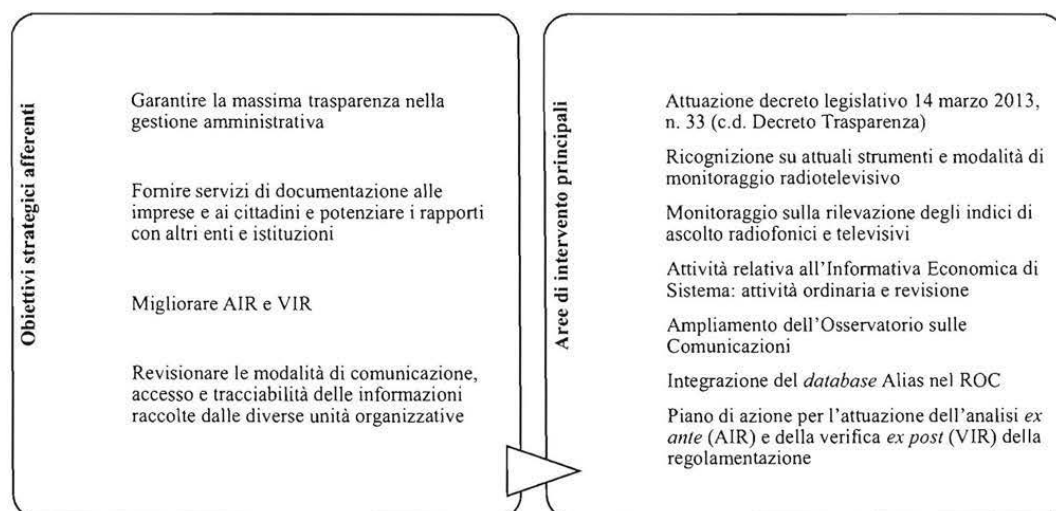 Obiettivi strategici afferenti
Garantire la massima trasparenza nella
gestione amministrativa
Fornire servizi di documentazione alle
imprese e ai cittadini e potenziare i rapporti
con altri enti e istituzioni
Migliorare AIR e VIR
Revisionare le modalità di comunicazione,
accesso e tracciabilità delle informazioni
raccolte dalle diverse unità organizzative
Aree di intervento principali
Attuazione decreto legislativo 14 marzo 2013,
n. 33 (c.d. Decreto Trasparenza)
Ricognizione su attuali strumenti e modalità di
monitoraggio radiotelevisivo
Monitoraggio sulla rilevazione degli indici di
ascolto radiofonici e televisivi
Attività relativa all'Informativa Economica di
Sistema: attività ordinaria e revisione
Ampliamento dell'Osservatorio sulle
Comunicazioni
Integrazione del database Alias nel ROC
Piano di azione per l'attuazione dell'analisi ex
ante (AIR) e della verifica ex post (VIR) della
regolamentazione